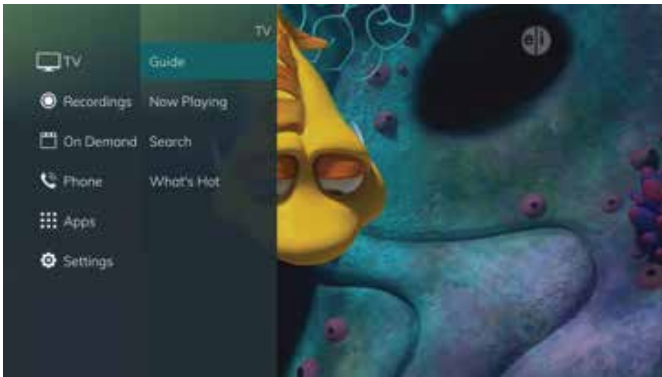 TV
TV
Guide
Recordings
Now Playing
On Demand
Search
Phone
What's Hot
Apps
Settings
e/i